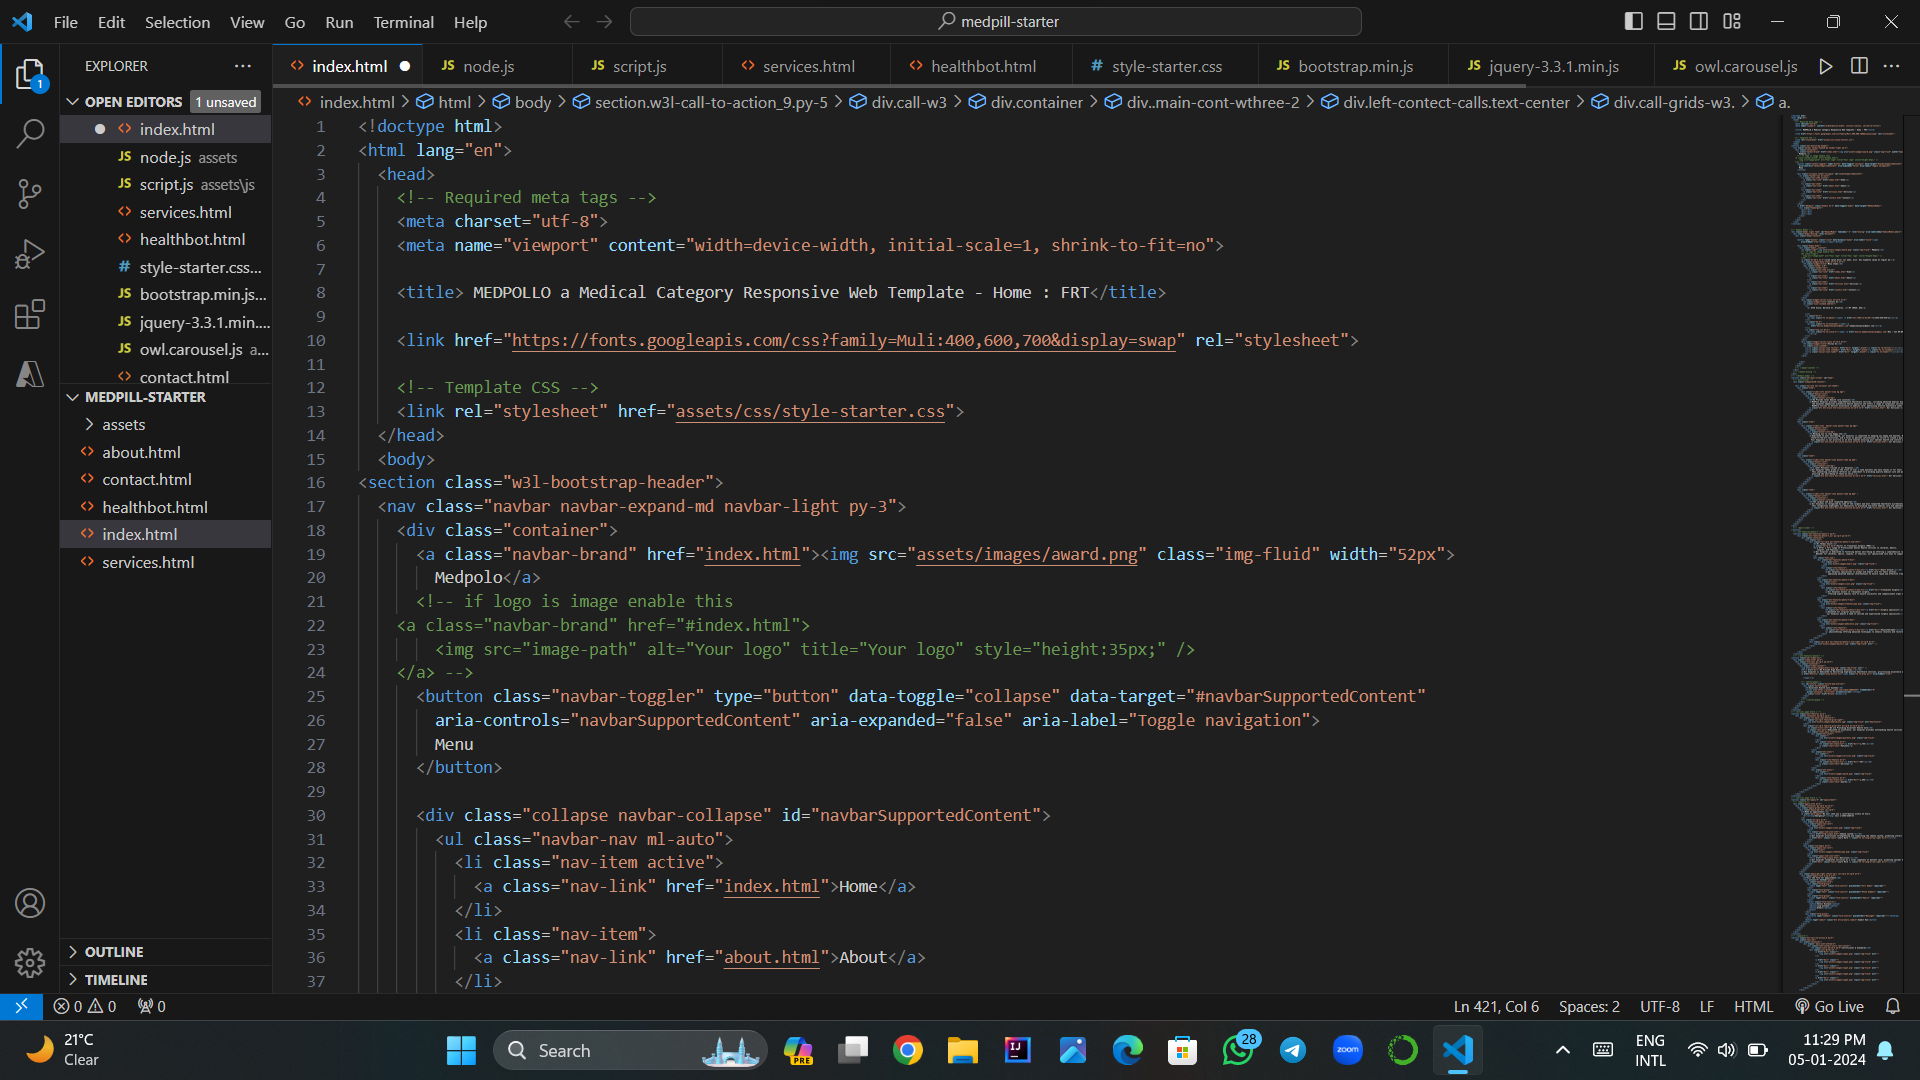 File Edit Selection View Go Run Terminal Help
medpill-starter
EXPLORER
index.html
JS node.js
JS script.js
services.html
healthbot.html
# style-starter.css
JS bootstrap.min.js
JS jquery-3.3.1.min.js
JS owl.carousel.js
1
OPEN EDITORS 1 unsaved
index.html
JS node.js assets
JS script.js assets\js
services.html
healthbot.html
# style-starter.css...
JS bootstrap.min.js...
JS jquery-3.3.1.min....
JS owl.carousel.js a...
contact.html
MEDPILL-STARTER
assets
about.html
contact.html
healthbot.html
index.html
services.html
OUTLINE
TIMELINE
index.html > html > body > section.w3l-call-to-action_9.py-5 > div.call-w3 > div.container > div..main-cont-wthree-2 > div.left-contect-calls.text-center > div.call-grids-w3. > a.
1 <!doctype html>
2 <html lang="en">
3 <head>
4 <!-- Required meta tags -->
5 <meta charset="utf-8">
6 <meta name="viewport" content="width=device-width, initial-scale=1, shrink-to-fit=no">
7
8 <title> MEDPOLLO a Medical Category Responsive Web Template - Home : FRT</title>
9
10 <link href="https://fonts.googleapis.com/css?family=Muli:400,600,700&display=swap" rel="stylesheet">
11
12 <!-- Template CSS -->
13 <link rel="stylesheet" href="assets/css/style-starter.css">
14 </head>
15 <body>
16 <section class="w3l-bootstrap-header">
17 <nav class="navbar navbar-expand-md navbar-light py-3">
18 <div class="container">
19 <a class="navbar-brand" href="index.html"><img src="assets/images/award.png" class="img-fluid" width="52px">
20 Medpolo</a>
21 <!-- if logo is image enable this
22 <a class="navbar-brand" href="#index.html">
23 <img src="image-path" alt="Your logo" title="Your logo" style="height:35px;" />
24 </a> -->
25 <button class="navbar-toggler" type="button" data-toggle="collapse" data-target="#navbarSupportedContent"
26 aria-controls="navbarSupportedContent" aria-expanded="false" aria-label="Toggle navigation">
27 Menu
28 </button>
29
30 <div class="collapse navbar-collapse" id="navbarSupportedContent">
31 <ul class="navbar-nav ml-auto">
32 <li class="nav-item active">
33 <a class="nav-link" href="index.html">Home</a>
34 </li>
35 <li class="nav-item">
36 <a class="nav-link" href="about.html">About</a>
37 </li>
0 0 0
Ln 421, Col 6 Spaces: 2 UTF-8 LF HTML Go Live
21°C
Clear
Search
PRE
IJ
28
zoom
ENG
INTL
11:29 PM
05-01-2024